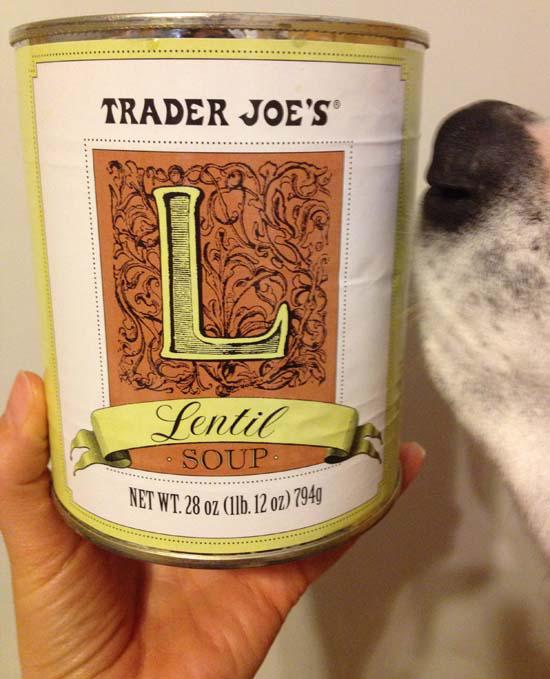 TRADER JOE'S®
L
Lentil
· SOUP ·
NET WT. 28 oz (1lb. 12 oz) 794g